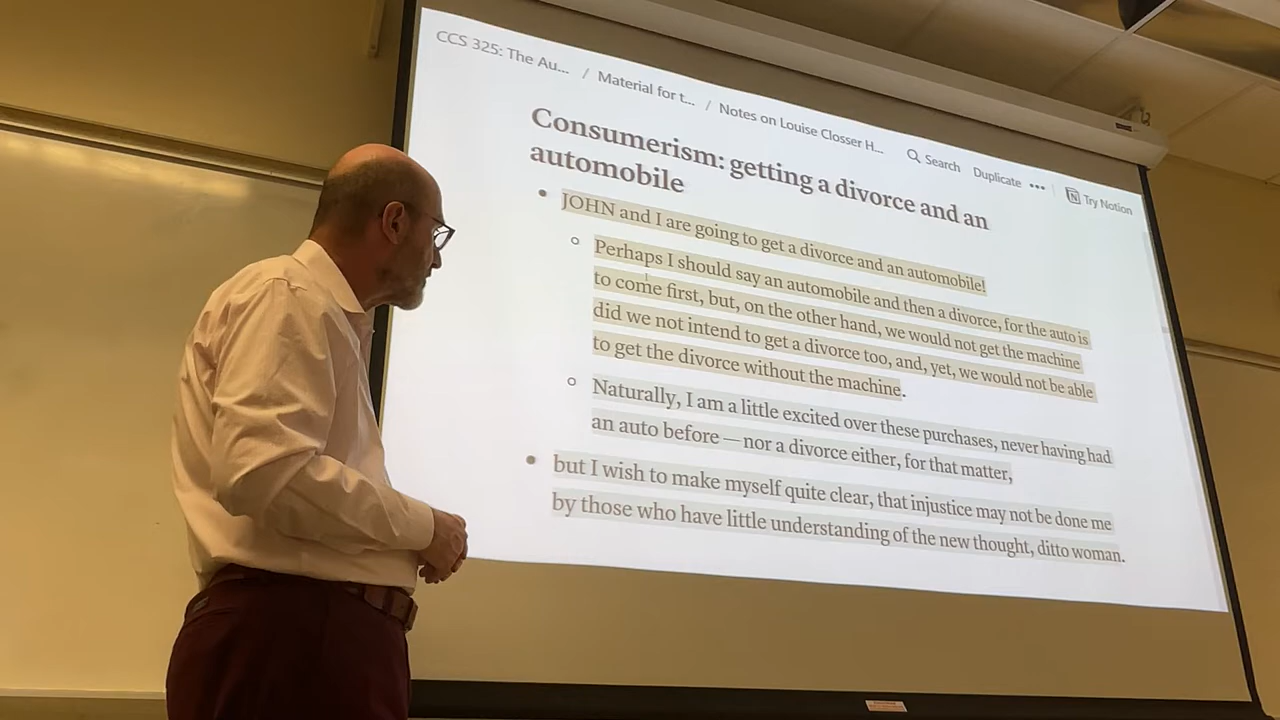 CCS 325: The Au... / Material for t... / Notes on Louise Closser H... Search Duplicate ••• Try Notion
Consumerism: getting a divorce and an
automobile
• JOHN and I are going to get a divorce and an automobile!
◦ Perhaps I should say an automobile and then a divorce, for the auto is
to come first, but, on the other hand, we would not get the machine
did we not intend to get a divorce too, and, yet, we would not be able
to get the divorce without the machine.
◦ Naturally, I am a little excited over these purchases, never having had
an auto before — nor a divorce either, for that matter,
• but I wish to make myself quite clear, that injustice may not be done me
by those who have little understanding of the new thought, ditto woman.